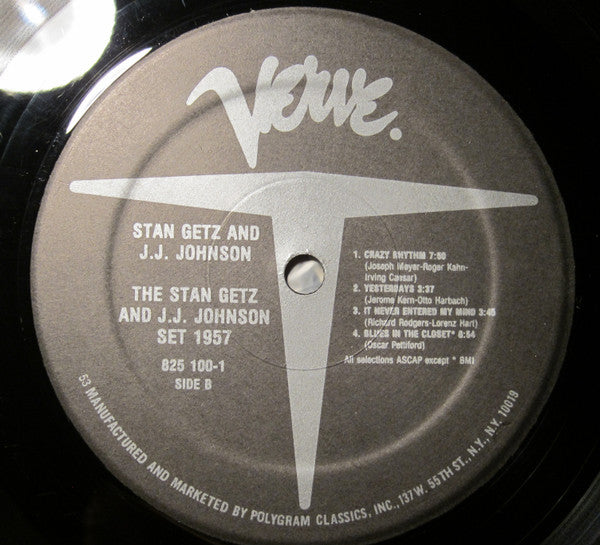 Verve.
STAN GETZ AND
J.J. JOHNSON
THE STAN GETZ
AND J.J. JOHNSON
SET 1957
825 100-1
SIDE B
1. CRAZY RHYTHM
(Joseph Meyer-Roger Kahn-
Irving Caesar)
2. YESTERDAYS 3:37
(Jerome Kern-Otto Harbach)
3. IT NEVER ENTERED MY MIND 3:45
(Richard Rodgers-Lorenz Hart)
4. BLUES IN THE CLOSET* 8:54
(Oscar Pettiford)
All selections ASCAP except * BMI
53 MANUFACTURED AND MARKETED BY POLYGRAM CLASSICS, INC., 137 W. 55TH ST., N.Y., N.Y. 10019